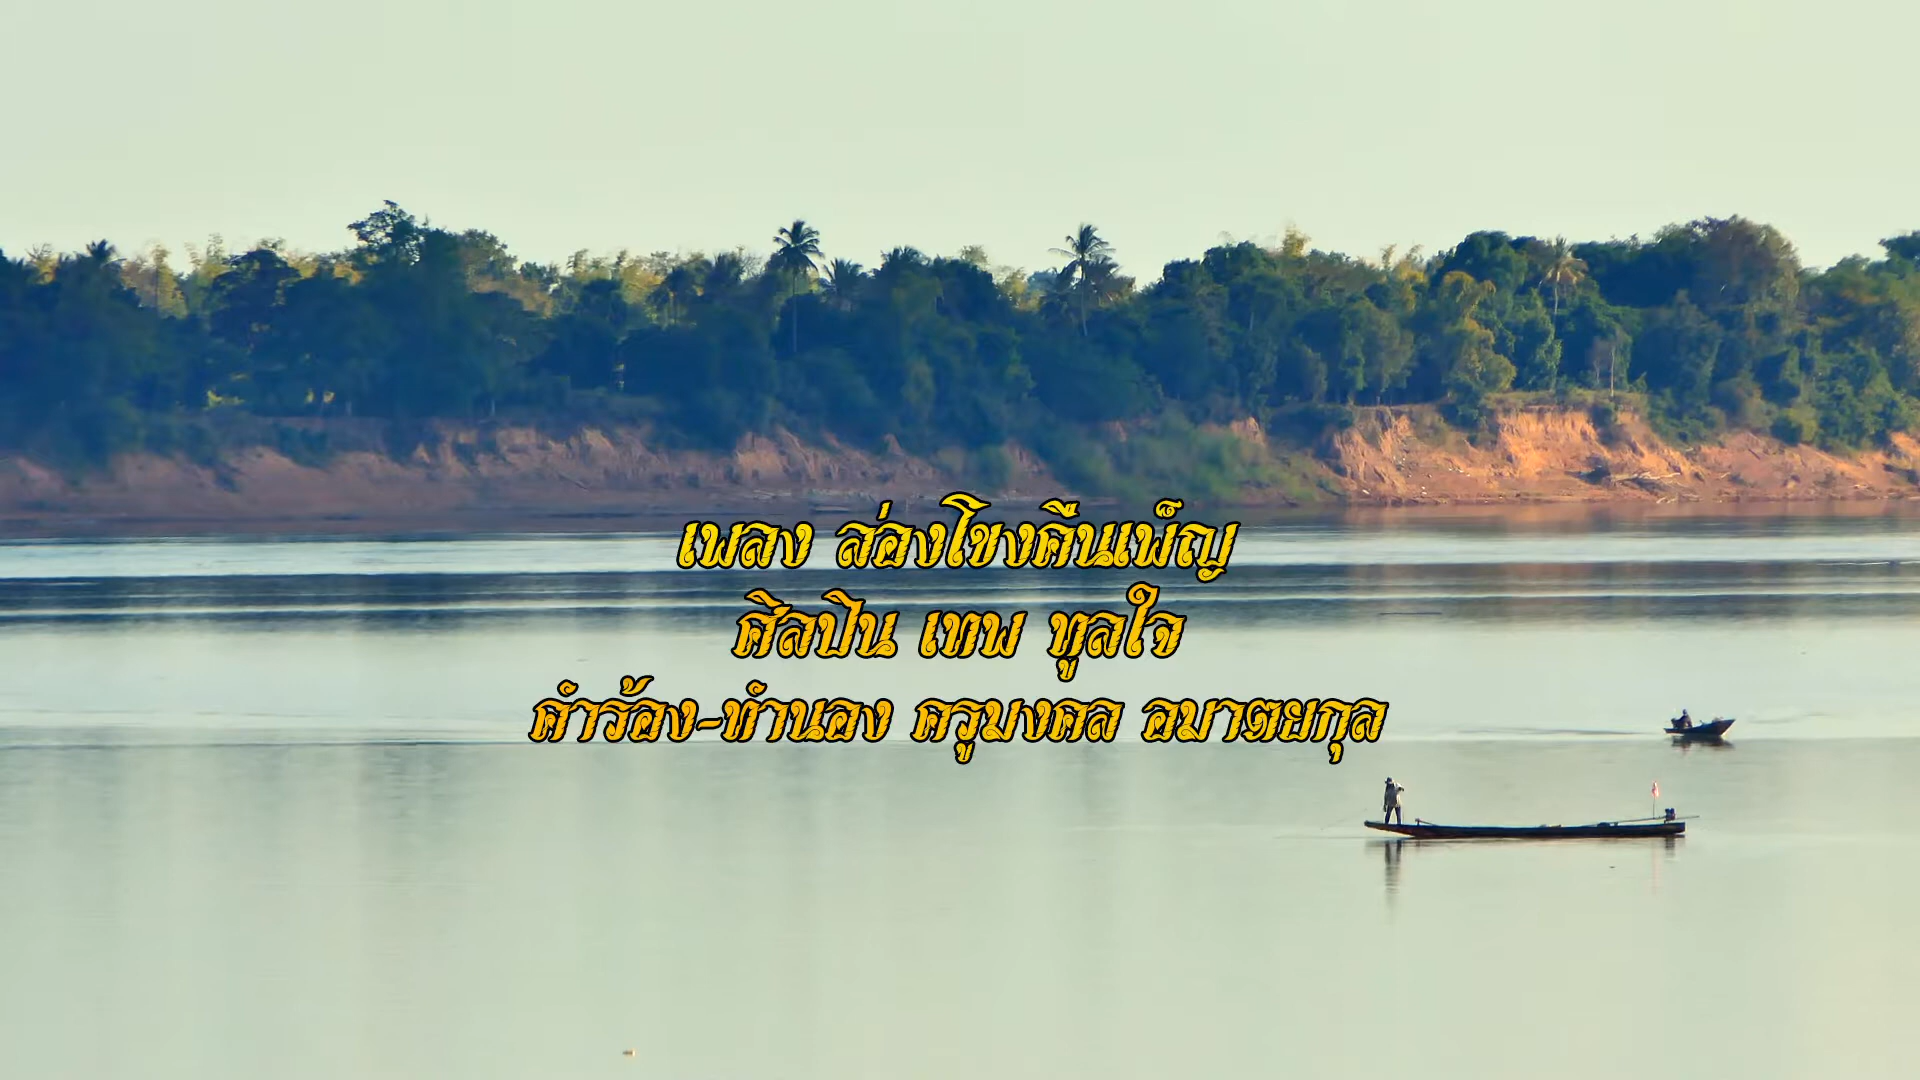 เพลง ล่องโขงคืนเพ็ญ
ศิลปิน เทพ ทูลใจ
คำร้อง-ทำนอง ครูมงคล อมาตยกุล